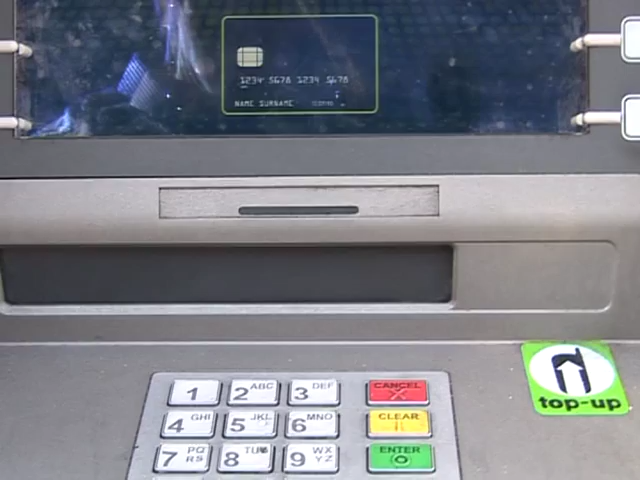 1234 5678 1234 5678
NAME SURNAME
1 2 ABC 3 DEF CANCEL
4 GHI 5 JKL 6 MNO CLEAR
7 PQRS 8 TUV 9 WXYZ ENTER
top-up